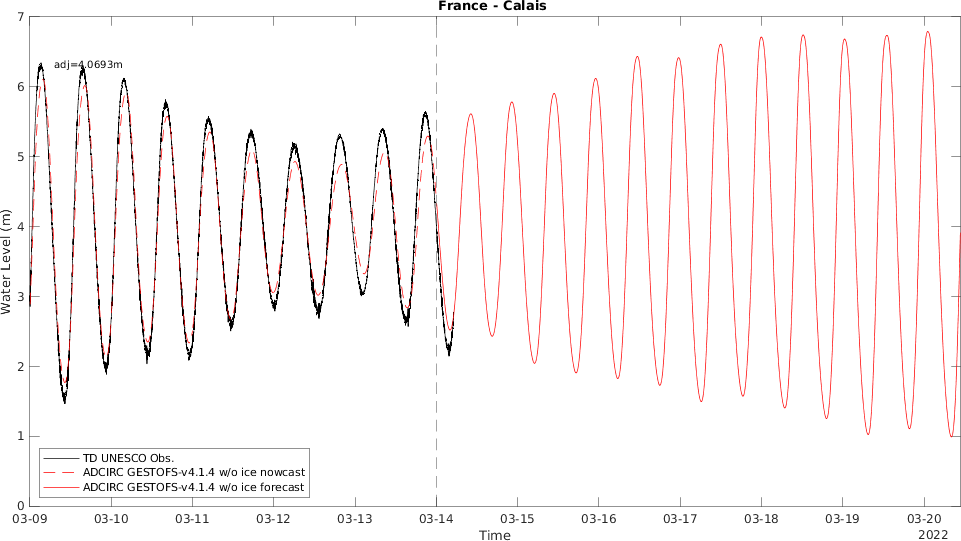 France - Calais
adj=4.0693m
7
6
5
4
3
2
1
0
Water Level (m)
TD UNESCO Obs.
ADCIRC GESTOFS-v4.1.4 w/o ice nowcast
ADCIRC GESTOFS-v4.1.4 w/o ice forecast
03-09 03-10 03-11 03-12 03-13 03-14 03-15 03-16 03-17 03-18 03-19 03-20
Time
2022